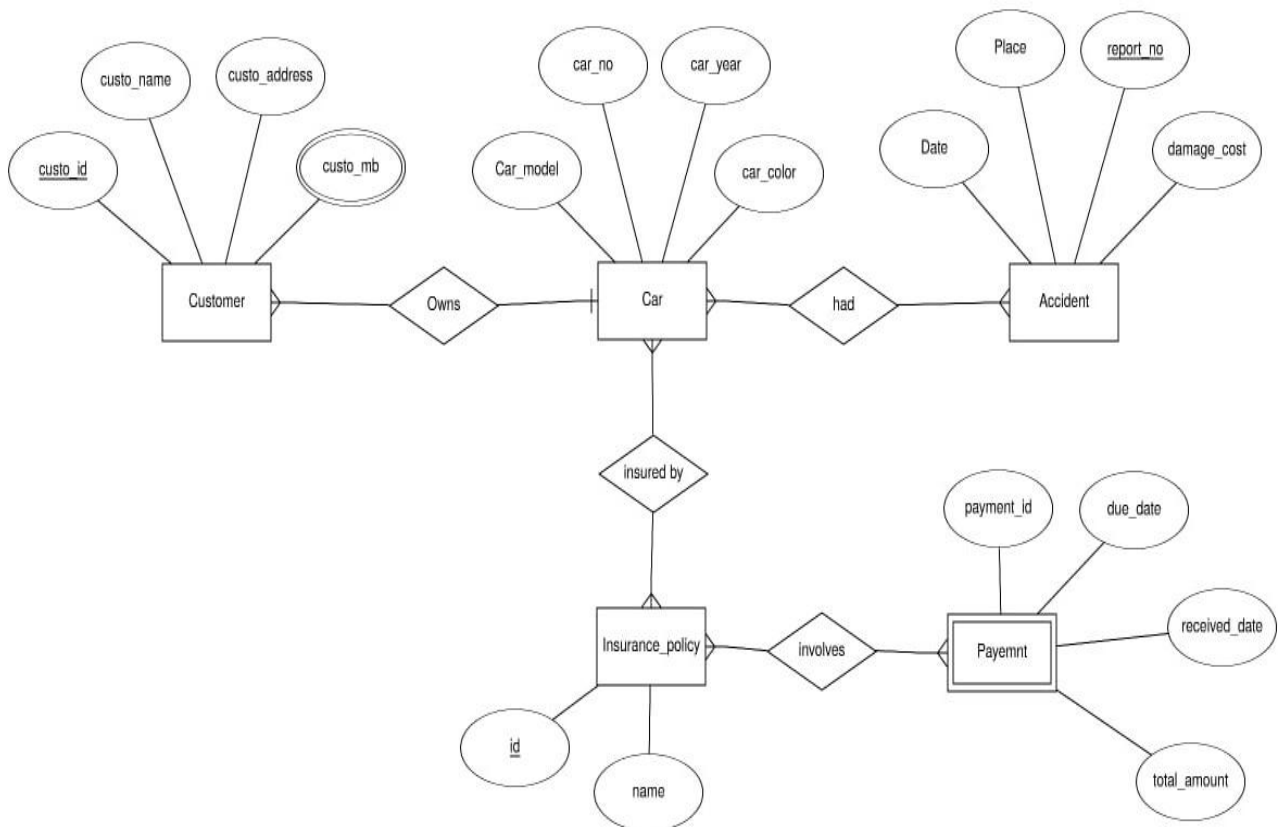 Place
report_no
car_no
car_year
custo_name
custo_address
Date
damage_cost
custo_id
custo_mb
Car_model
car_color
Customer
Owns
Car
had
Accident
insured by
payment_id
due_date
received_date
Insurance_policy
involves
Payemnt
id
name
total_amount